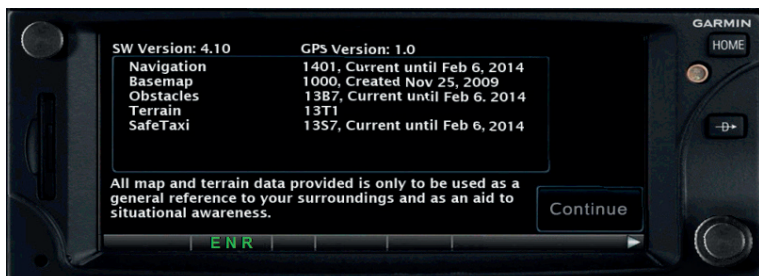 GARMIN
HOME
SW Version: 4.10 GPS Version: 1.0
Navigation 1401, Current until Feb 6, 2014
Basemap 1000, Created Nov 25, 2009
Obstacles 13B7, Current until Feb 6. 2014
Terrain 13T1
SafeTaxi 13S7, Current until Feb 6, 2014
All map and terrain data provided is only to be used as a
general reference to your surroundings and as an aid to
situational awareness.
Continue
ENR